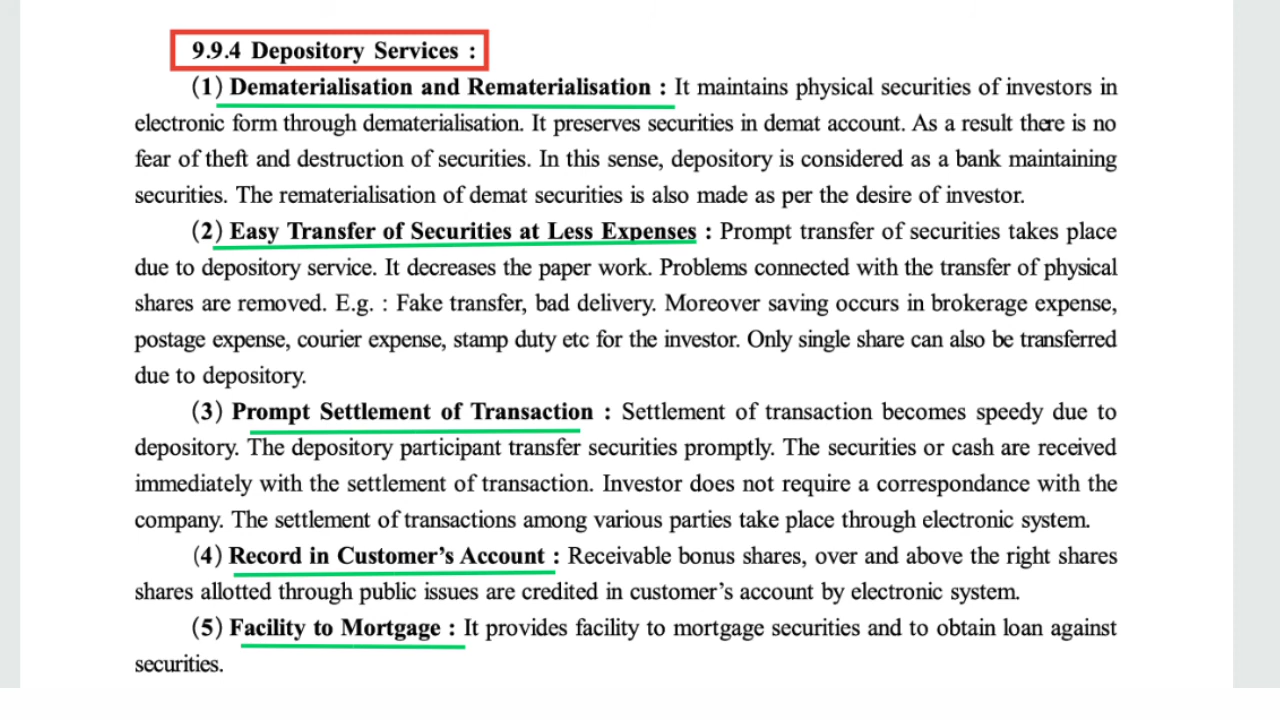 9.9.4 Depository Services :
(1) Dematerialisation and Rematerialisation : It maintains physical securities of investors in
electronic form through dematerialisation. It preserves securities in demat account. As a result there is no
fear of theft and destruction of securities. In this sense, depository is considered as a bank maintaining
securities. The rematerialisation of demat securities is also made as per the desire of investor.
(2) Easy Transfer of Securities at Less Expenses : Prompt transfer of securities takes place
due to depository service. It decreases the paper work. Problems connected with the transfer of physical
shares are removed. E.g. : Fake transfer, bad delivery. Moreover saving occurs in brokerage expense,
postage expense, courier expense, stamp duty etc for the investor. Only single share can also be transferred
due to depository.
(3) Prompt Settlement of Transaction : Settlement of transaction becomes speedy due to
depository. The depository participant transfer securities promptly. The securities or cash are received
immediately with the settlement of transaction. Investor does not require a correspondance with the
company. The settlement of transactions among various parties take place through electronic system.
(4) Record in Customer's Account : Receivable bonus shares, over and above the right shares
shares allotted through public issues are credited in customer's account by electronic system.
(5) Facility to Mortgage : It provides facility to mortgage securities and to obtain loan against
securities.